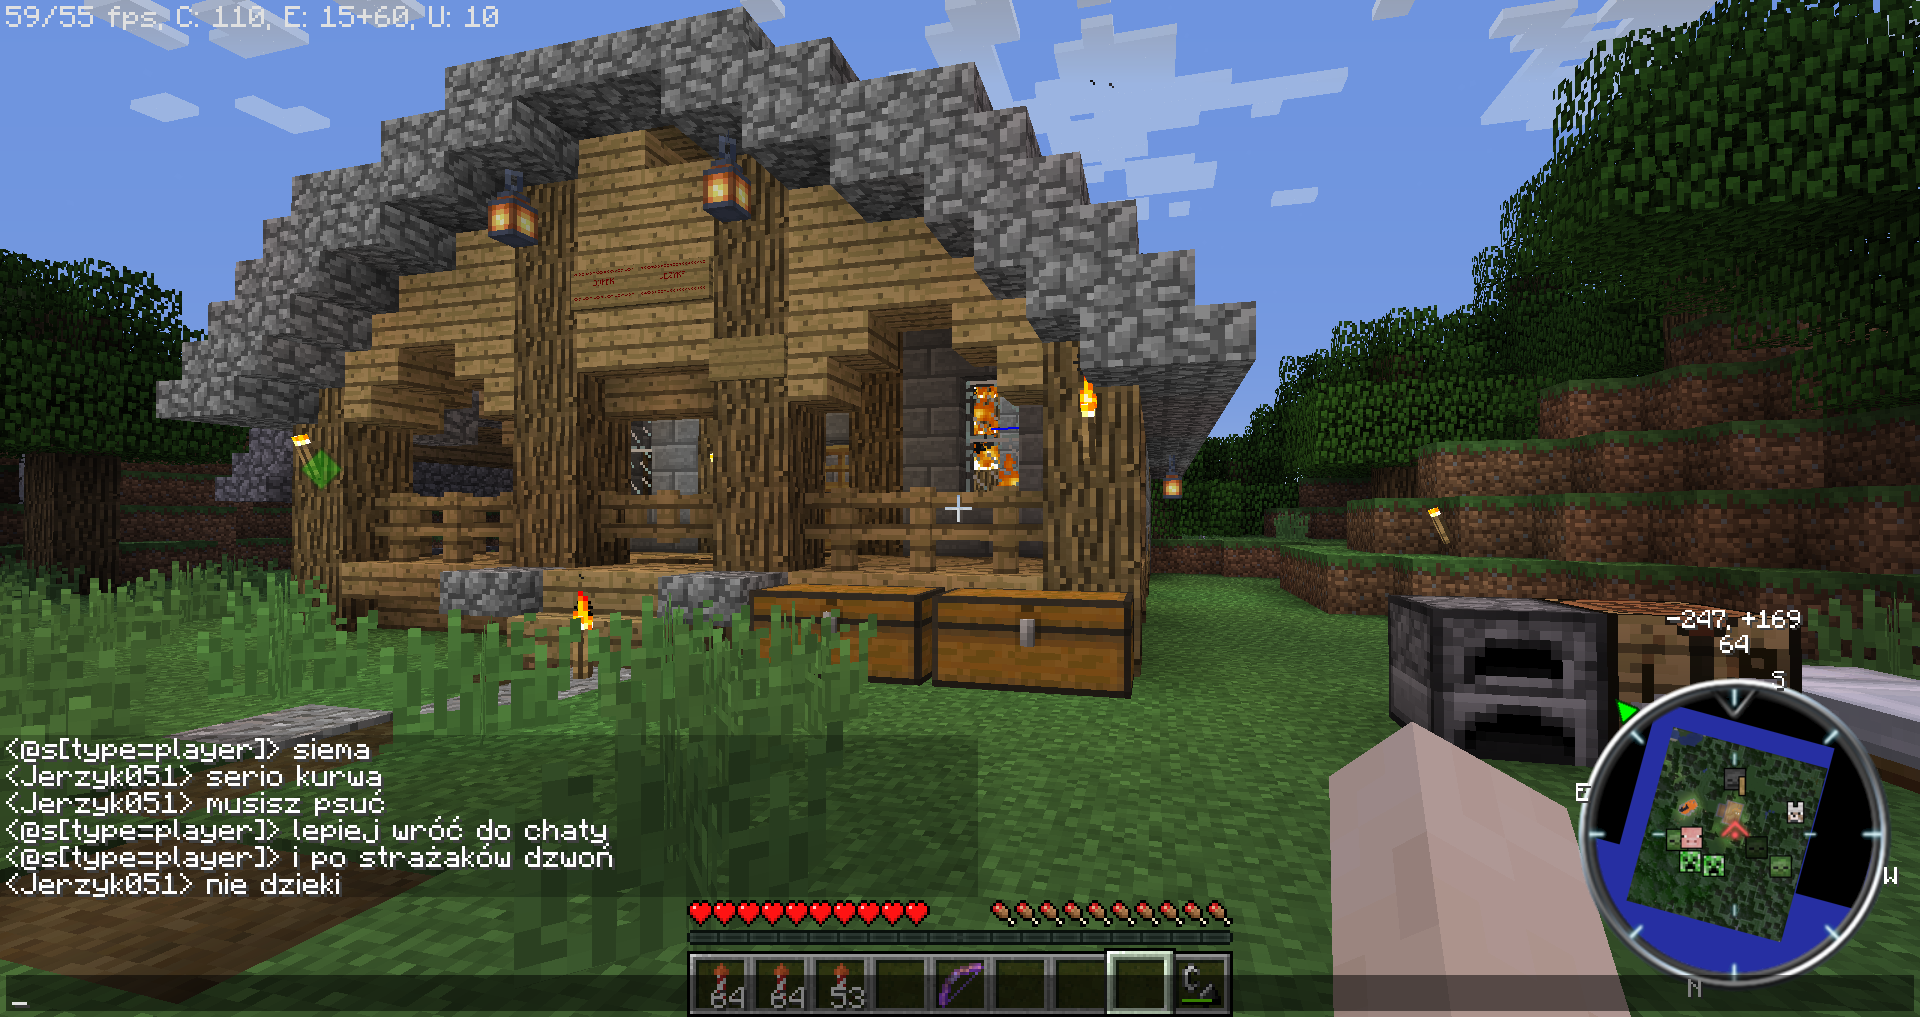 59/55 fps, C: 110, E: 15+60, U: 10
-247, +169
64
S
E
W
N
<@s[type=player]> siema
<Jerzyk051> serio kurwa
<Jerzyk051> musisz psuć
<@s[type=player]> lepiej wróć do chaty
<@s[type=player]> i po strażaków dzwoń
<Jerzyk051> nie dzieki
64 64 53
_